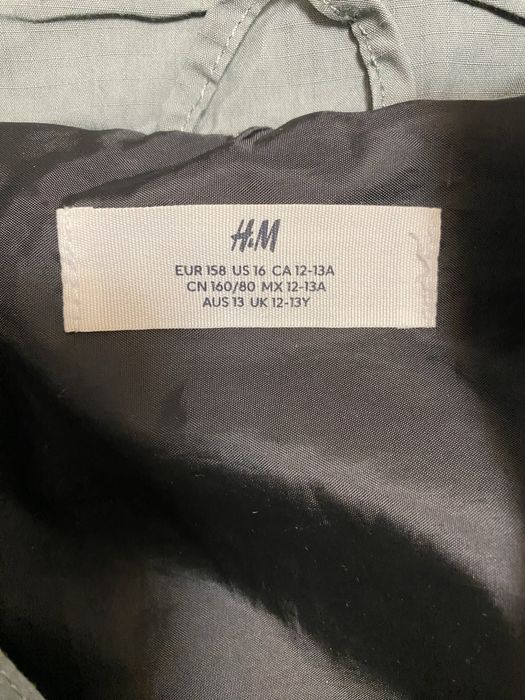 H&M
EUR 158 US 16 CA 12-13A
CN 160/80 MX 12-13A
AUS 13 UK 12-13Y